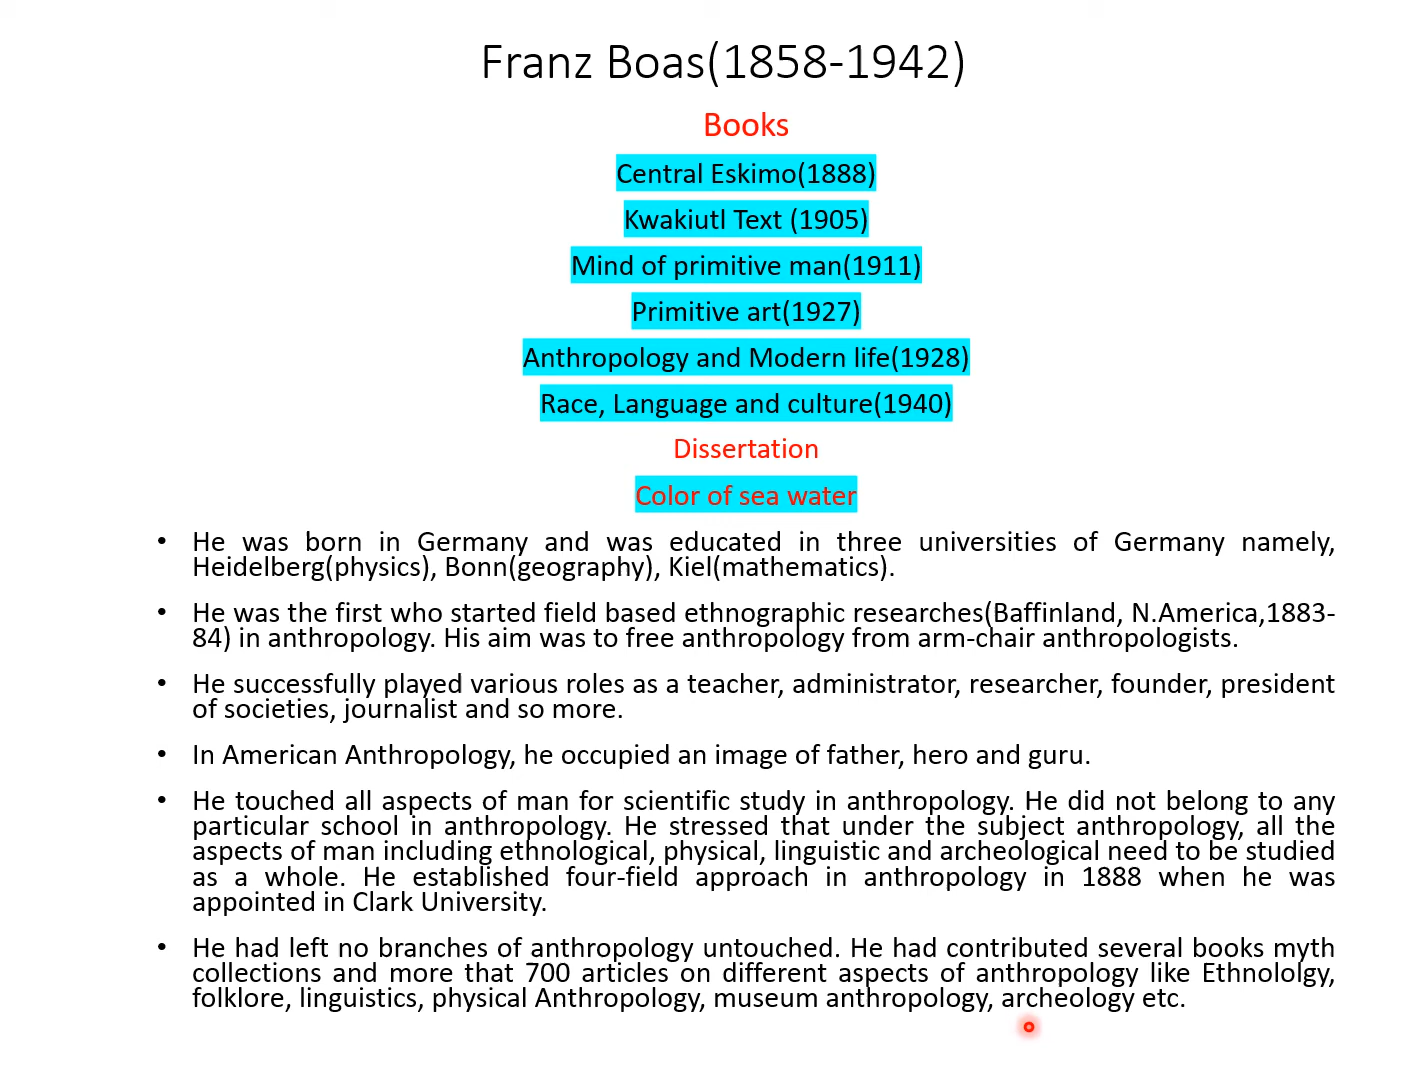 Franz Boas(1858-1942)
Books
Central Eskimo(1888)
Kwakiutl Text (1905)
Mind of primitive man(1911)
Primitive art(1927)
Anthropology and Modern life(1928)
Race, Language and culture(1940)
Dissertation
Color of sea water
• He was born in Germany and was educated in three universities of Germany namely,
Heidelberg(physics), Bonn(geography), Kiel(mathematics).
• He was the first who started field based ethnographic researches(Baffinland, N.America,1883-
84) in anthropology. His aim was to free anthropology from arm-chair anthropologists.
• He successfully played various roles as a teacher, administrator, researcher, founder, president
of societies, journalist and so more.
• In American Anthropology, he occupied an image of father, hero and guru.
• He touched all aspects of man for scientific study in anthropology. He did not belong to any
particular school in anthropology. He stressed that under the subject anthropology, all the
aspects of man including ethnological, physical, linguistic and archeological need to be studied
as a whole. He established four-field approach in anthropology in 1888 when he was
appointed in Clark University.
• He had left no branches of anthropology untouched. He had contributed several books myth
collections and more that 700 articles on different aspects of anthropology like Ethnololgy,
folklore, linguistics, physical Anthropology, museum anthropology, archeology etc.